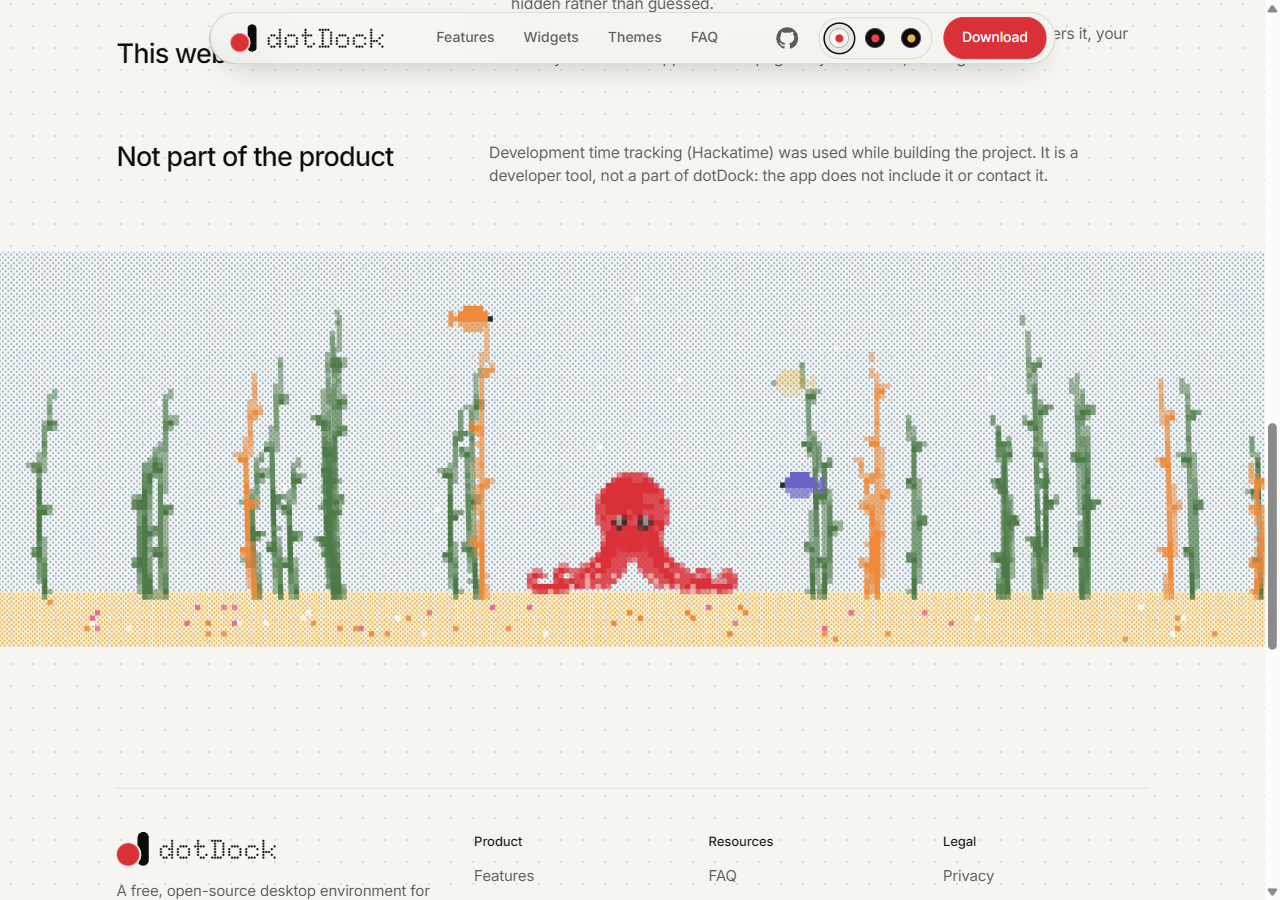 hidden rather than guessed.
dotDock
Features
Widgets
Themes
FAQ
Download
ers it, your
This web
Not part of the product
Development time tracking (Hackatime) was used while building the project. It is a
developer tool, not a part of dotDock: the app does not include it or contact it.
dotDock
A free, open-source desktop environment for
Product
Features
Resources
FAQ
Legal
Privacy